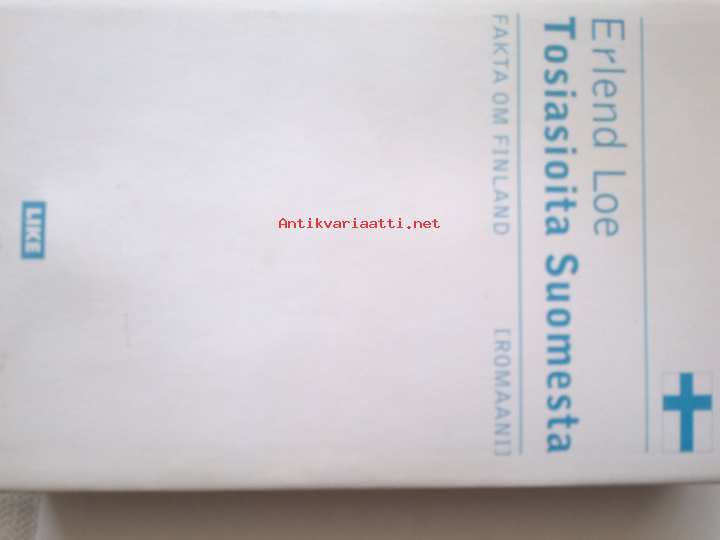 Erlend Loe
Tosiasioita Suomesta
FAKTA OM FINLAND [ROMAANI]
LIKE
Antikvariaatti.net